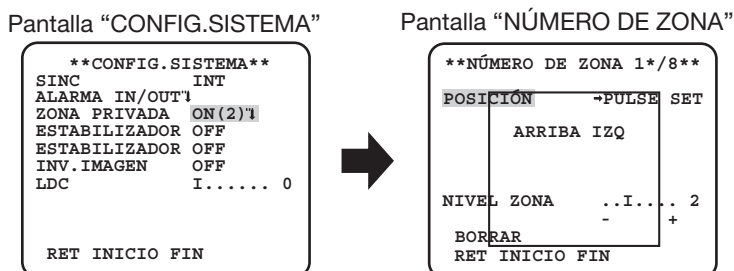 Pantalla “CONFIG.SISTEMA”
**CONFIG.SISTEMA**
SINC INT
ALARMA IN/OUT
ZONA PRIVADA ON(2)
ESTABILIZADOR OFF
ESTABILIZADOR OFF
INV.IMAGEN OFF
LDC I...... 0
RET INICIO FIN
Pantalla “NÚMERO DE ZONA”
**NÚMERO DE ZONA 1*/8**
POSICIÓN →PULSE SET
ARRIBA IZQ
NIVEL ZONA ..I.... 2
- +
BORRAR
RET INICIO FIN